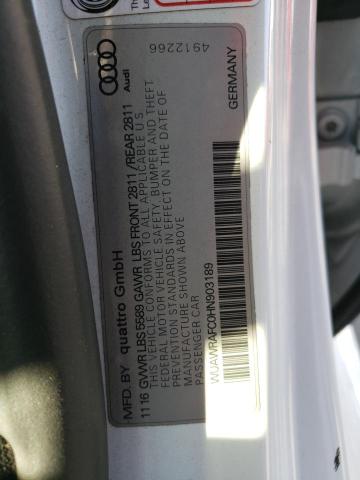 MFD. BY quattro GmbH
Audi
4912266
11 16 GVWR LBS 5589 GAWR LBS FRONT 2811 /REAR 2811
THIS VEHICLE CONFORMS TO ALL APPLICABLE U.S.
FEDERAL MOTOR VEHICLE SAFETY, BUMPER AND THEFT
PREVENTION STANDARDS IN EFFECT ON THE DATE OF
MANUFACTURE SHOWN ABOVE
PASSENGER CAR
WUAWRAFC0HN903189
GERMANY